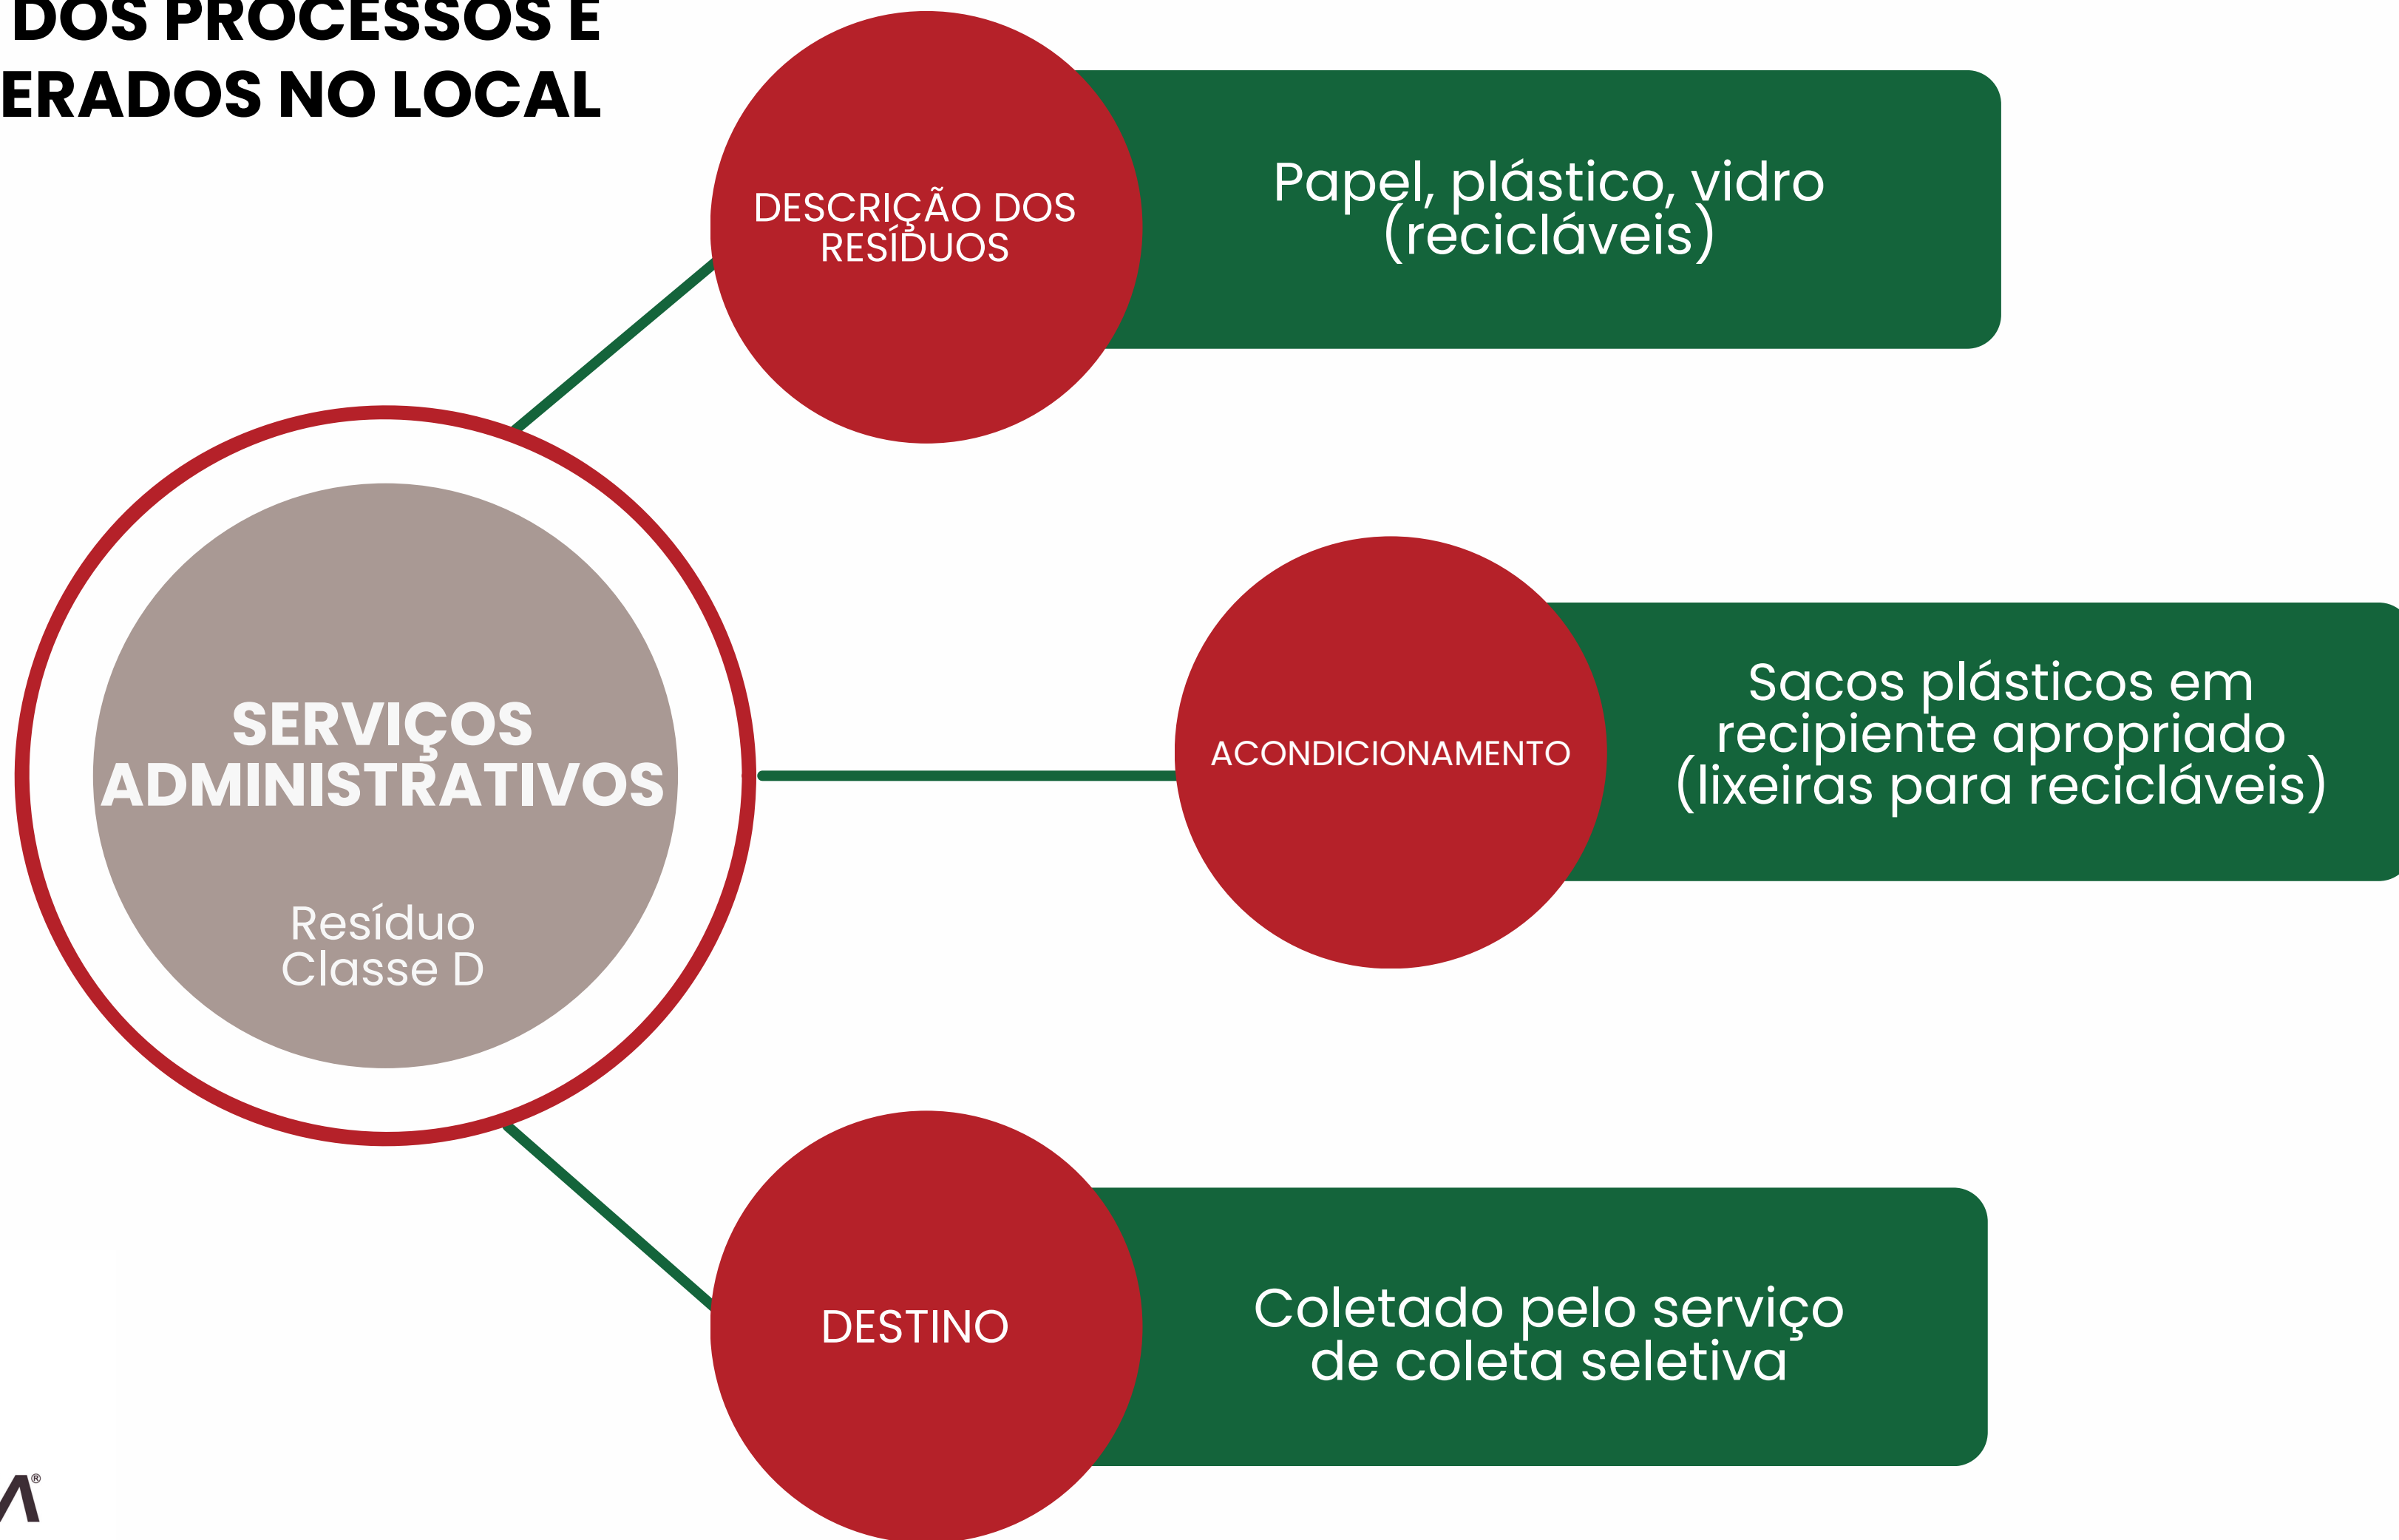 DOS PROCESSOS E
ERADOS NO LOCAL
DESCRIÇÃO DOS
RESÍDUOS
Papel, plástico, vidro
(recicláveis)
SERVIÇOS
ADMINISTRATIVOS
Resíduo
Classe D
ACONDICIONAMENTO
Sacos plásticos em
recipiente apropriado
(lixeiras para recicláveis)
DESTINO
Coletado pelo serviço
de coleta seletiva